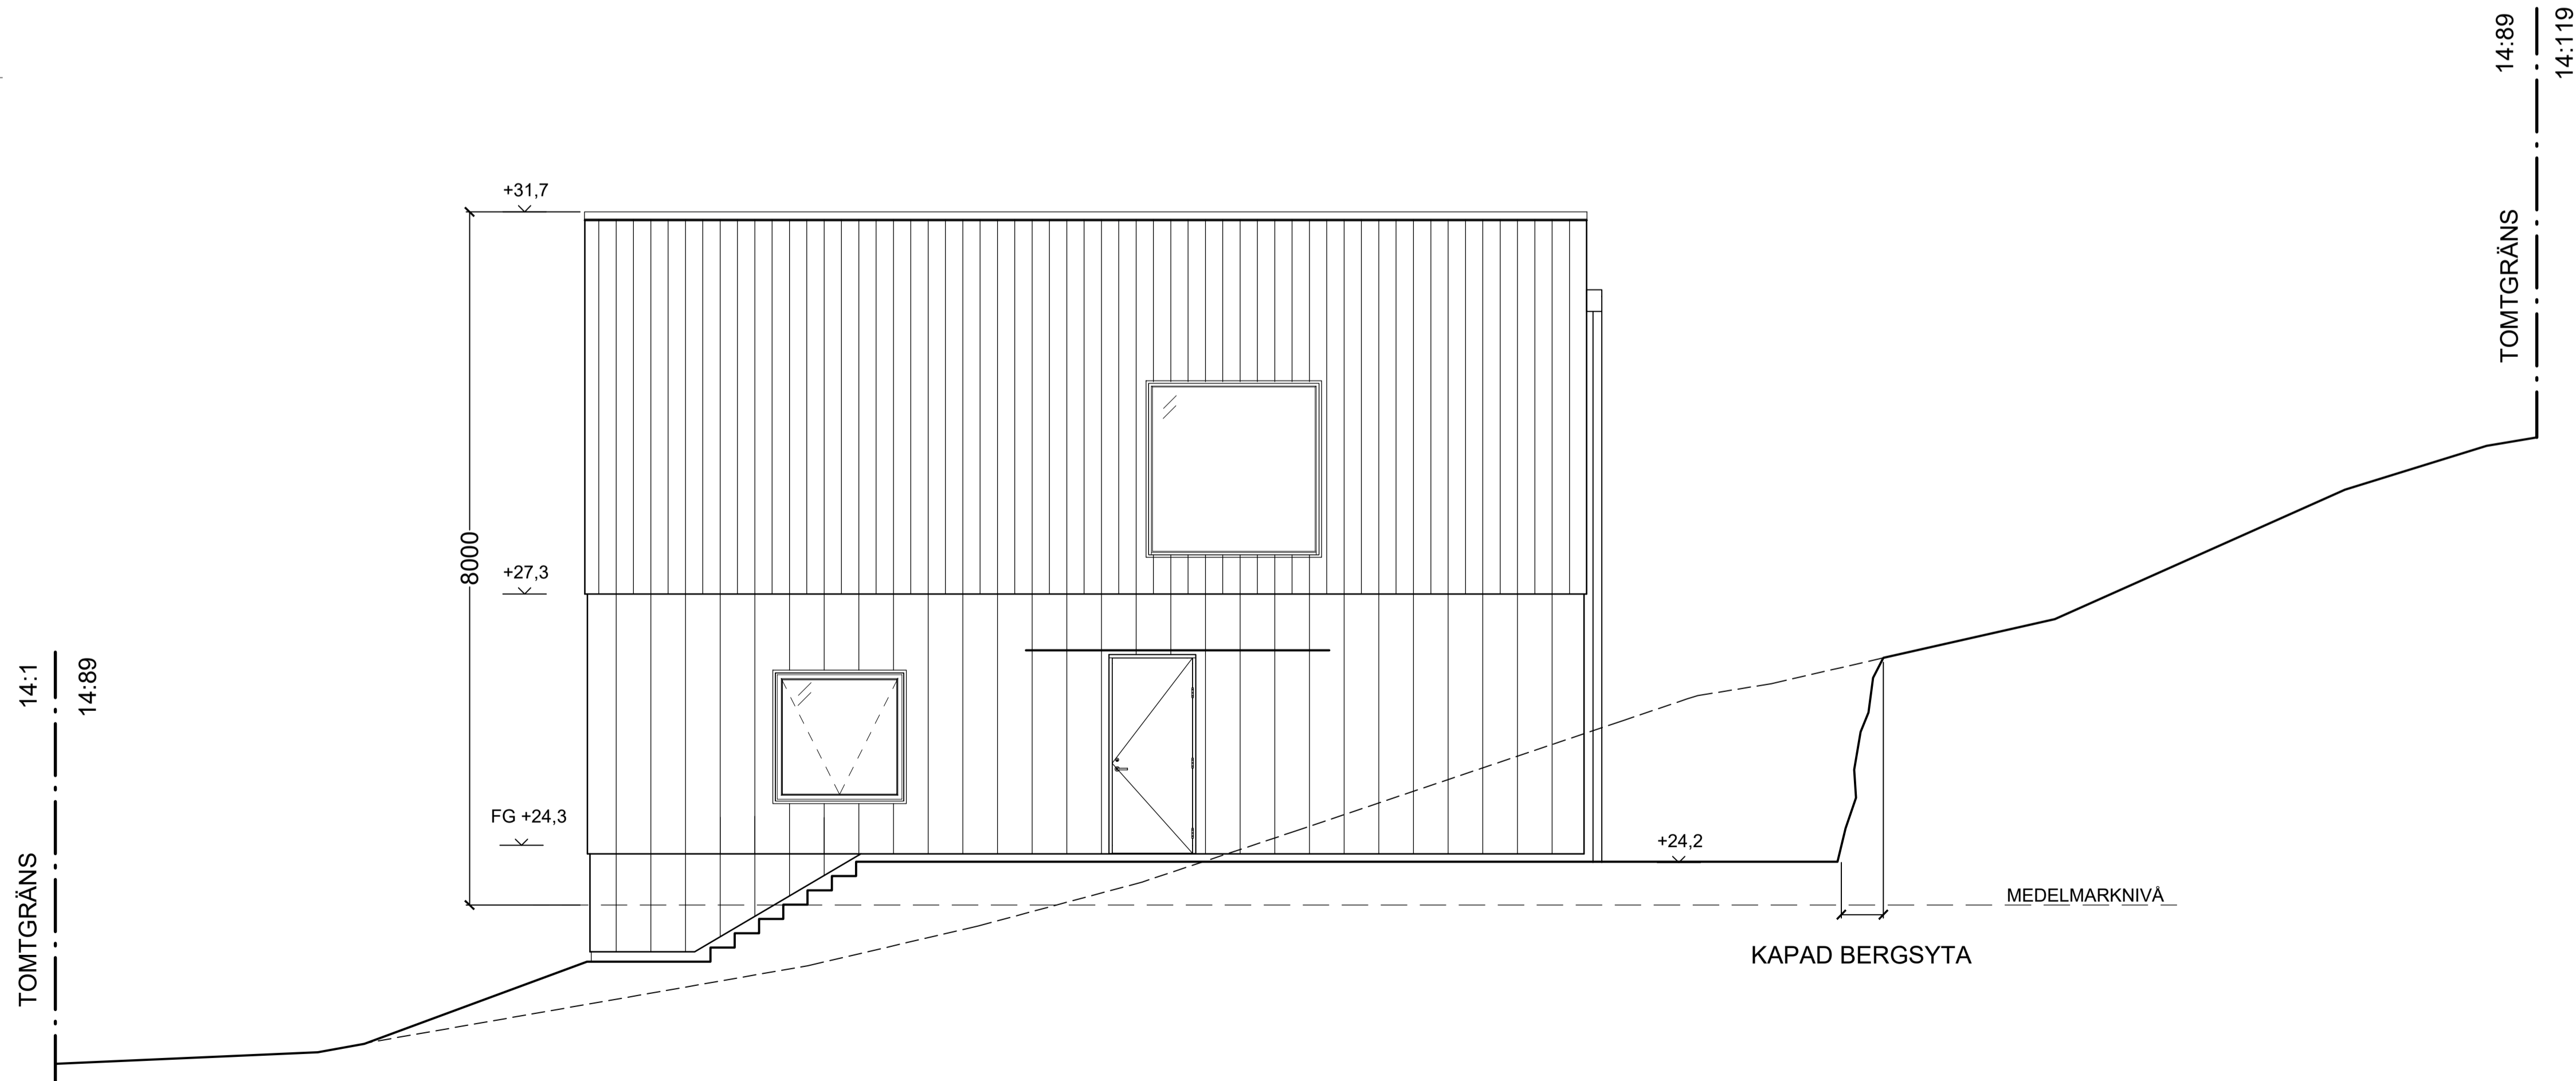 14:89
14:119
TOMTGRÄNS
+31,7
8000
+27,3
14:1
14:89
TOMTGRÄNS
FG +24,3
+24,2
MEDELMARKNIVÅ
KAPAD BERGSYTA